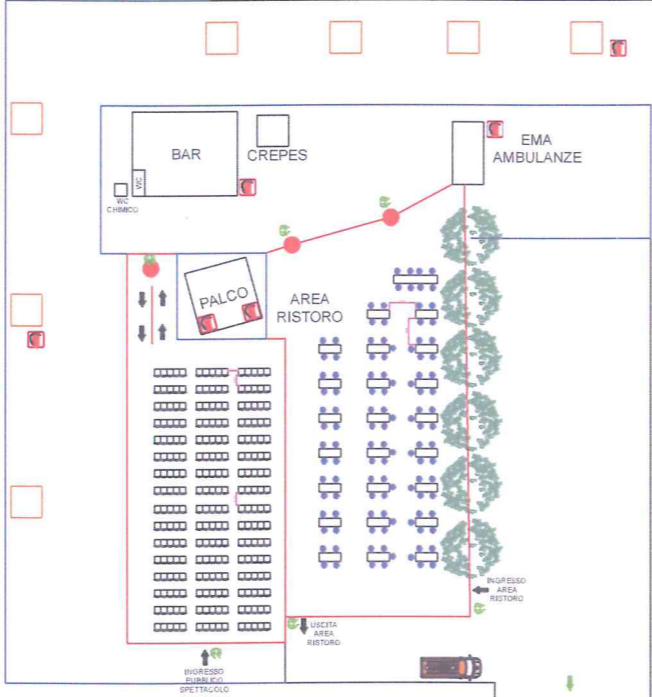 BAR
CREPES
EMA
AMBULANZE
WC
WC
CHIMICO
PALCO
AREA
RISTORO
INGRESSO
AREA
RISTORO
USCITA
AREA
RISTORO
INGRESSO
PUBBLICO
SPETTACOLO